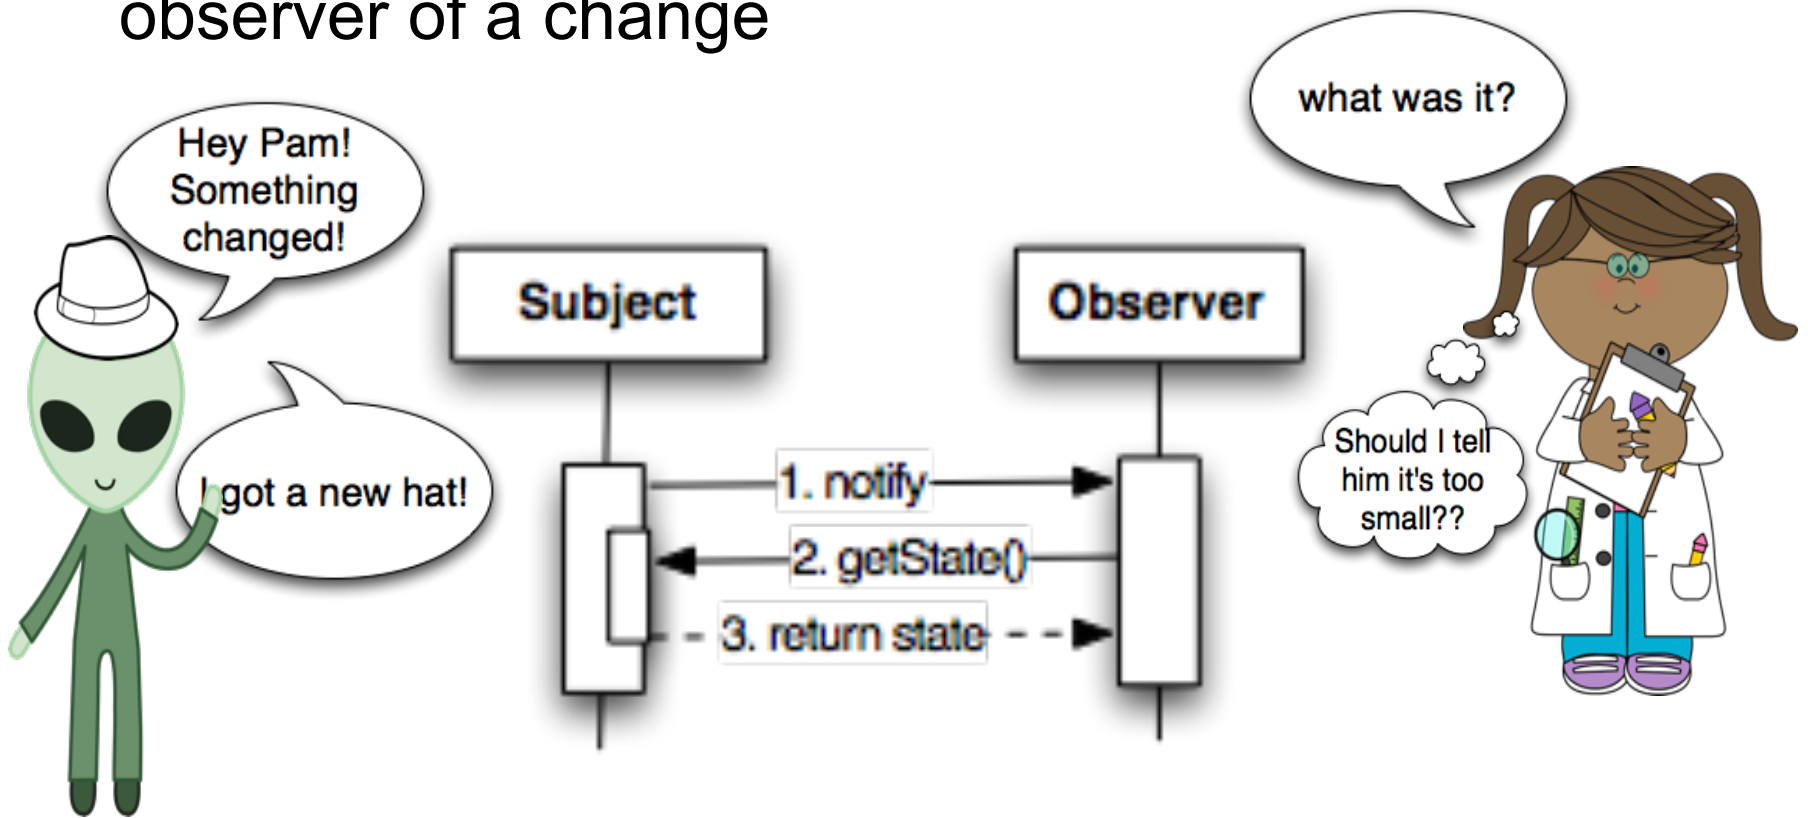 observer of a change
Hey Pam!
Something
changed!
what was it?
Subject
Observer
I got a new hat!
1. notify
2. getState()
3. return state
Should I tell
him it's too
small??